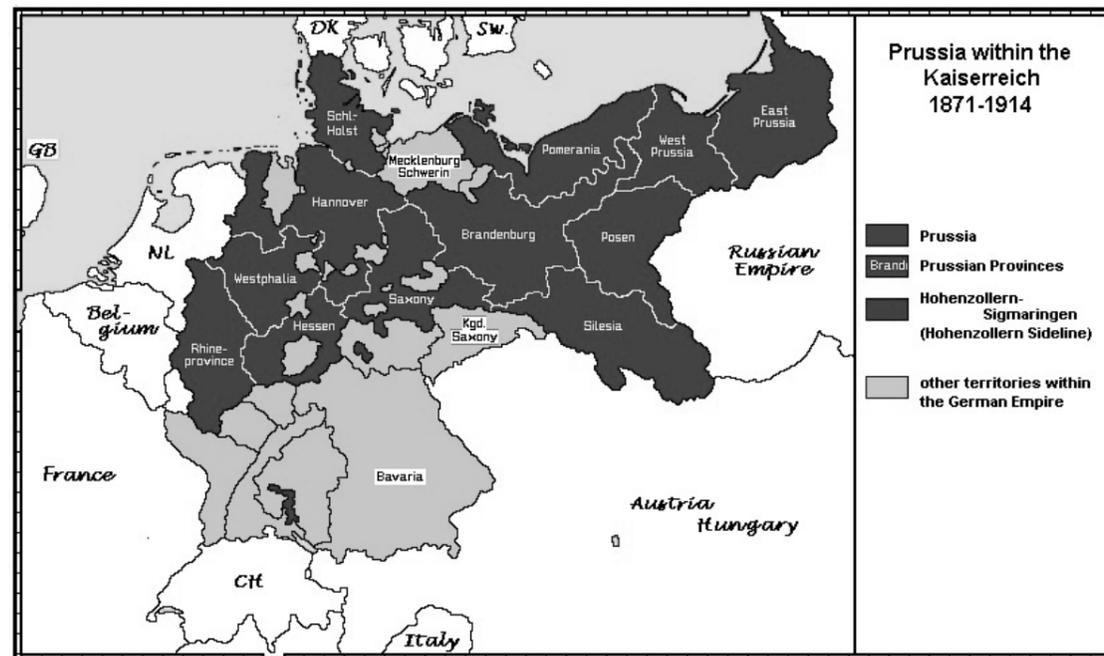 Prussia within the
Kaiserreich
1871-1914
DK
Sw.
GB
Schl-
Holst
Mecklenburg
Schwerin
Pomerania
West
Prussia
East
Prussia
Hannover
Brandenburg
Posen
NL
Westphalia
Russian
Empire
Bel-
gium
Saxony
Hessen
Kgd.
Saxony
Silesia
Rhine-
province
France
Bavaria
Austria
Hungary
CH
Italy
Prussia
Brand
Prussian Provinces
Hohenzollern-
Sigmaringen
(Hohenzollern Sideline)
other territories within
the German Empire